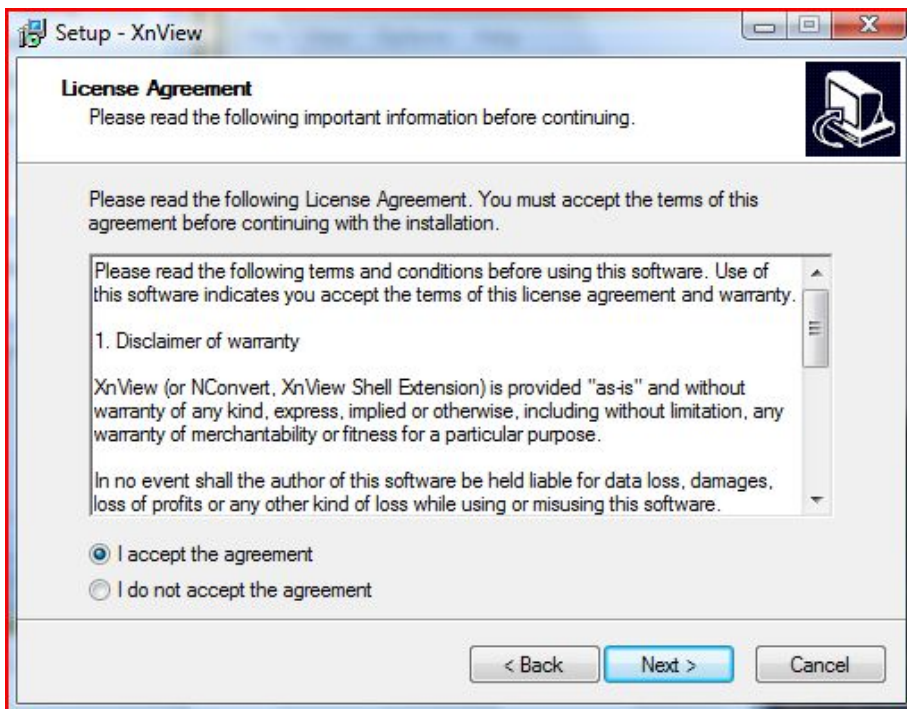 Setup - XnView
License Agreement
Please read the following important information before continuing.
Please read the following License Agreement. You must accept the terms of this
agreement before continuing with the installation.
Please read the following terms and conditions before using this software. Use of
this software indicates you accept the terms of this license agreement and warranty.
1. Disclaimer of warranty
XnView (or NConvert, XnView Shell Extension) is provided "as-is" and without
warranty of any kind, express, implied or otherwise, including without limitation, any
warranty of merchantability or fitness for a particular purpose.
In no event shall the author of this software be held liable for data loss, damages,
loss of profits or any other kind of loss while using or misusing this software.
I accept the agreement
I do not accept the agreement
< Back Next > Cancel